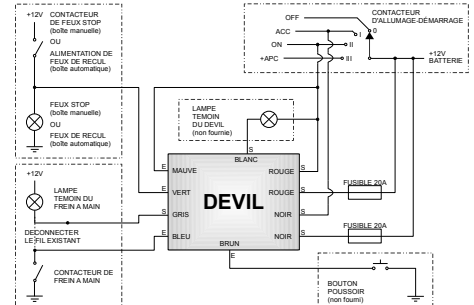 +12V
CONTACTEUR
DE FEUX STOP
(boîte manuelle)
OU
ALIMENTATION DE
FEUX DE RECUL
(boîte automatique)
FEUX STOP
(boîte manuelle)
OU
FEUX DE RECUL
(boîte automatique)
+12V
LAMPE
TEMOIN DU
FREIN A MAIN
DECONNECTER
LE FIL EXISTANT
CONTACTEUR DE
FREIN A MAIN
CONTACTEUR
D'ALLUMAGE-DÉMARRAGE
OFF
0
ACC
I
ON
II
+APC
III
+12V
BATTERIE
LAMPE
TEMOIN
DU DEVIL
(non fournie)
S
BLANC
E
MAUVE
ROUGE
S
E
VERT
ROUGE
S
FUSIBLE 20A
DEVIL
S
GRIS
NOIR
S
E
BLEU
NOIR
S
FUSIBLE 20A
BRUN
E
BOUTON
POUSSOIR
(non fourni)